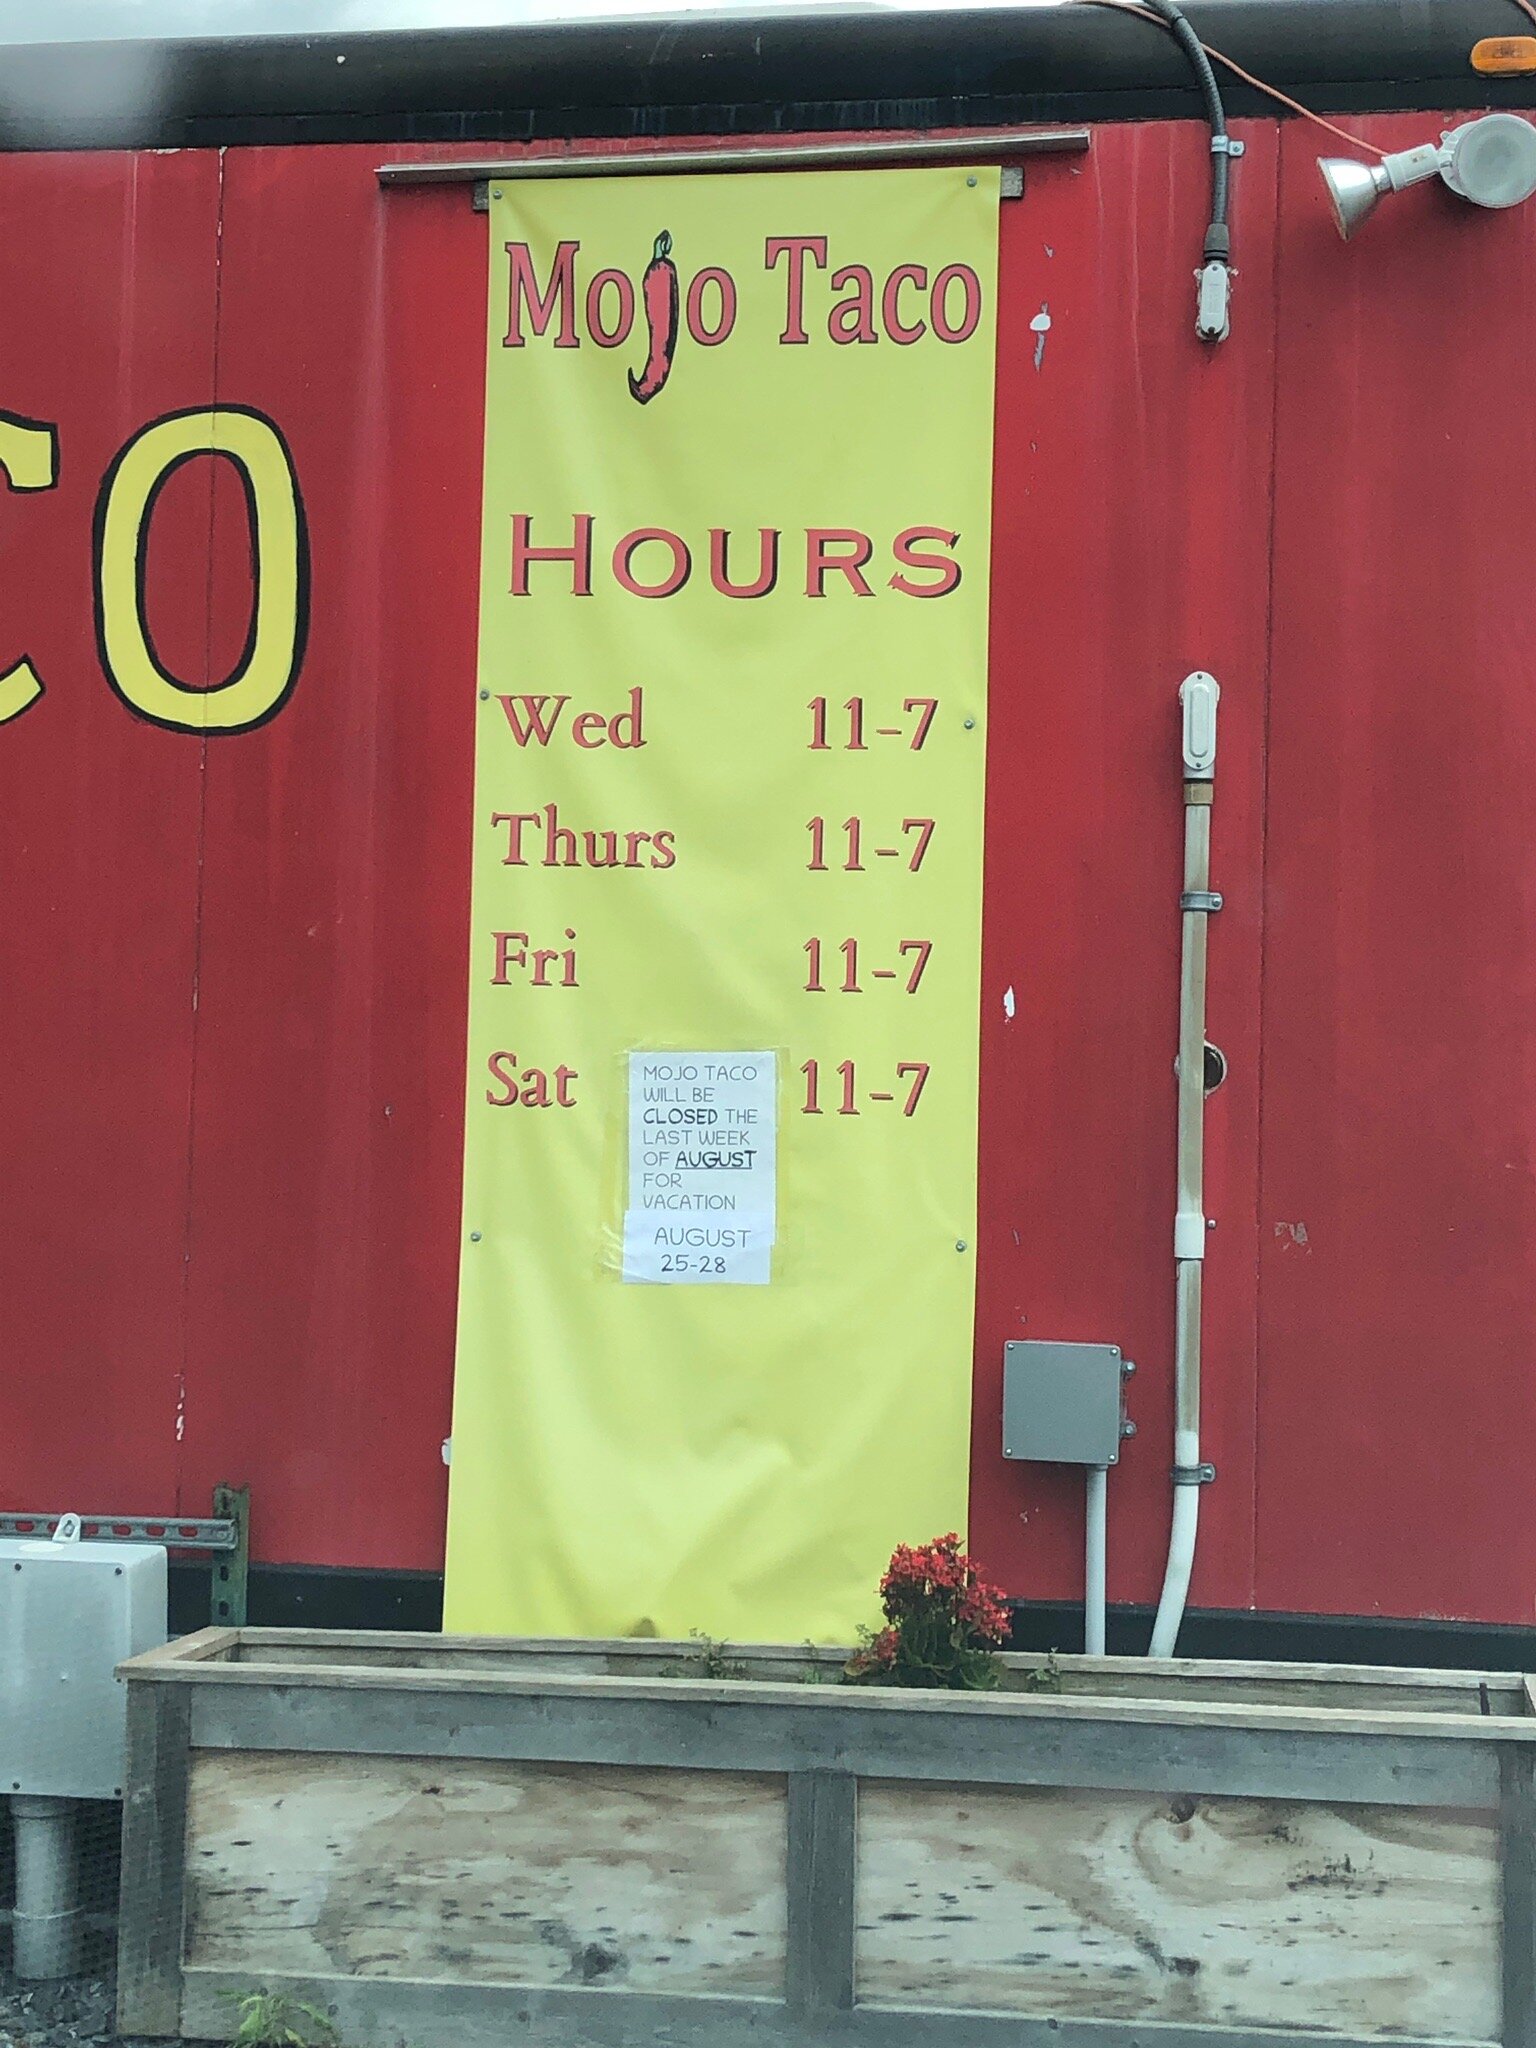 Mojo Taco
CO
HOURS
Wed 11-7
Thurs 11-7
Fri 11-7
Sat 11-7
MOJO TACO
WILL BE
CLOSED THE
LAST WEEK
OF AUGUST
FOR
VACATION
AUGUST
25-28